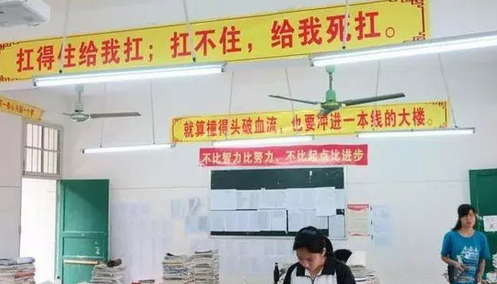 扛得住给我扛；扛不住，给我死扛。
就算撞得头破血流，也要冲进一本线的大楼。
不比智力比努力，不比起点比进步